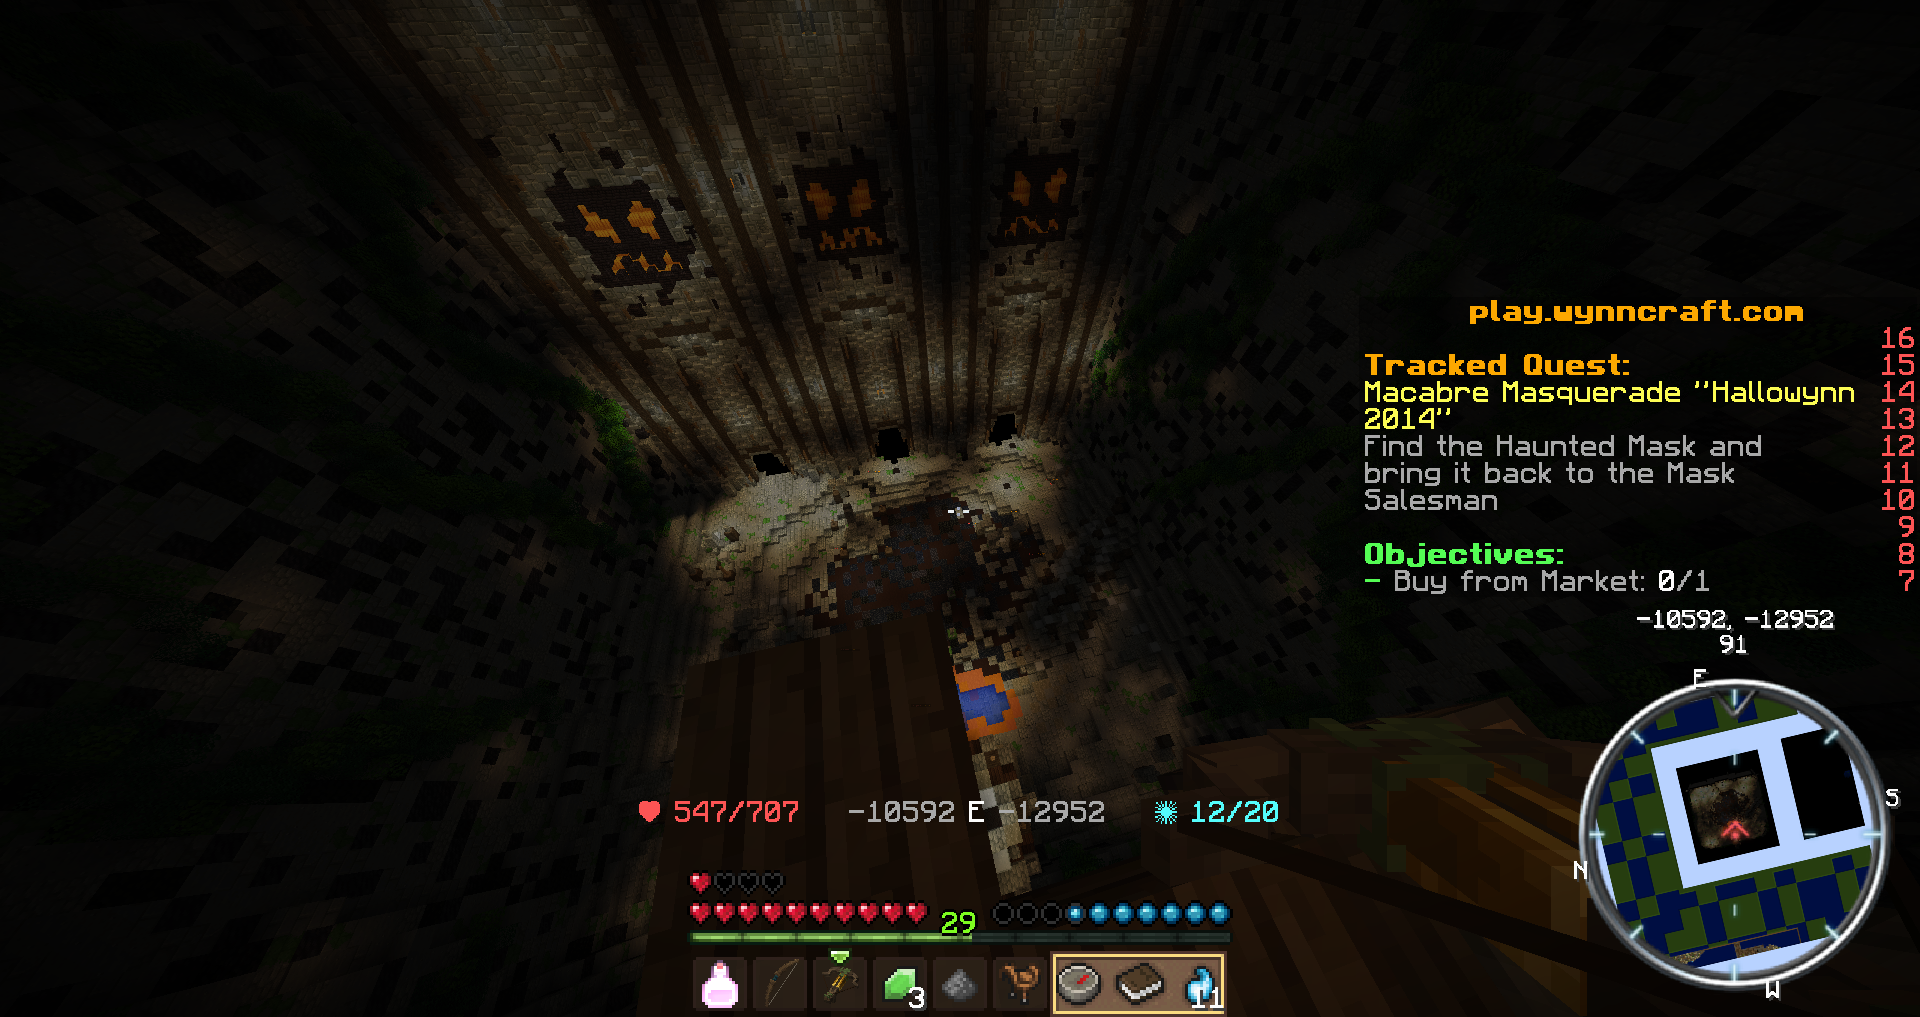 play.wynncraft.com
16
Tracked Quest: 15
Macabre Masquerade "Hallowynn 14
2014" 13
Find the Haunted Mask and 12
bring it back to the Mask 11
Salesman 10
9
Objectives: 8
- Buy from Market: 0/1 7
-10592, -12952
91
E
S
N
W
547/707 -10592 E -12952 12/20
29
3
11